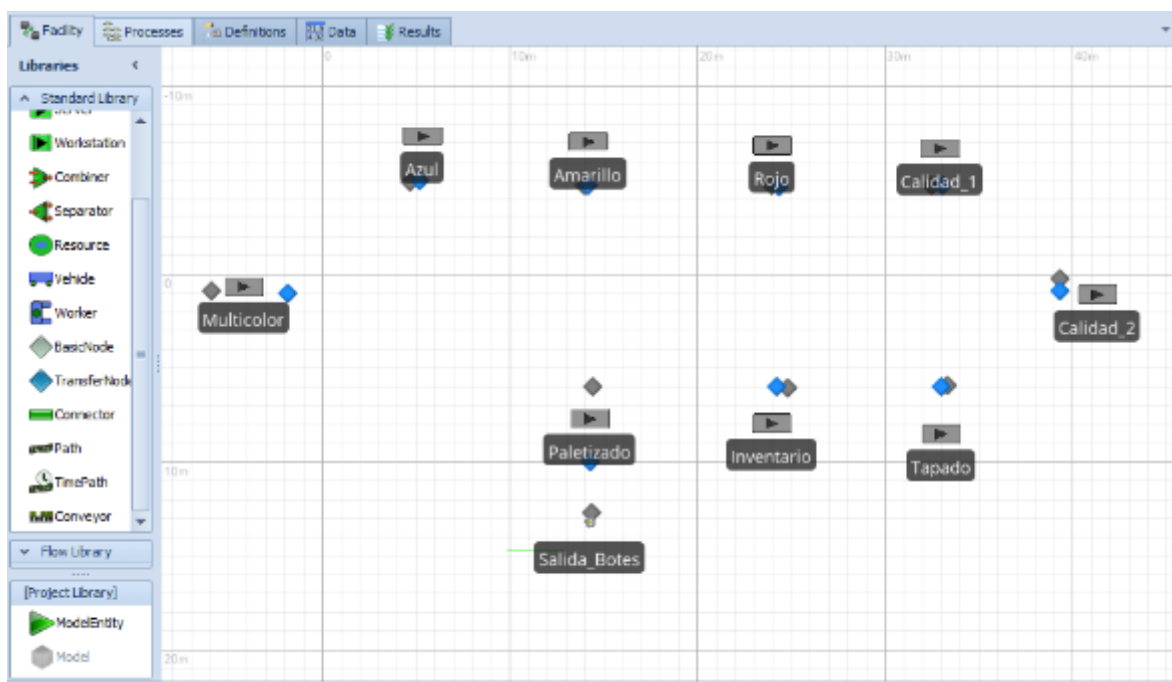 Facility Processes Definitions Data Results
Libraries
Standard Library
Workstation
Combiner
Separator
Resource
Vehicle
Worker
BasicNode
TransferNode
Connector
Path
TimePath
Conveyor
Flow Library
[Project Library]
ModelEntity
Model
0 10m 20m 30m 40m
-10m
Azul Amarillo Rojo Calidad_1
0
Multicolor Calidad_2
Paletizado Inventario Tapado
10m
Salida_Botes
20m